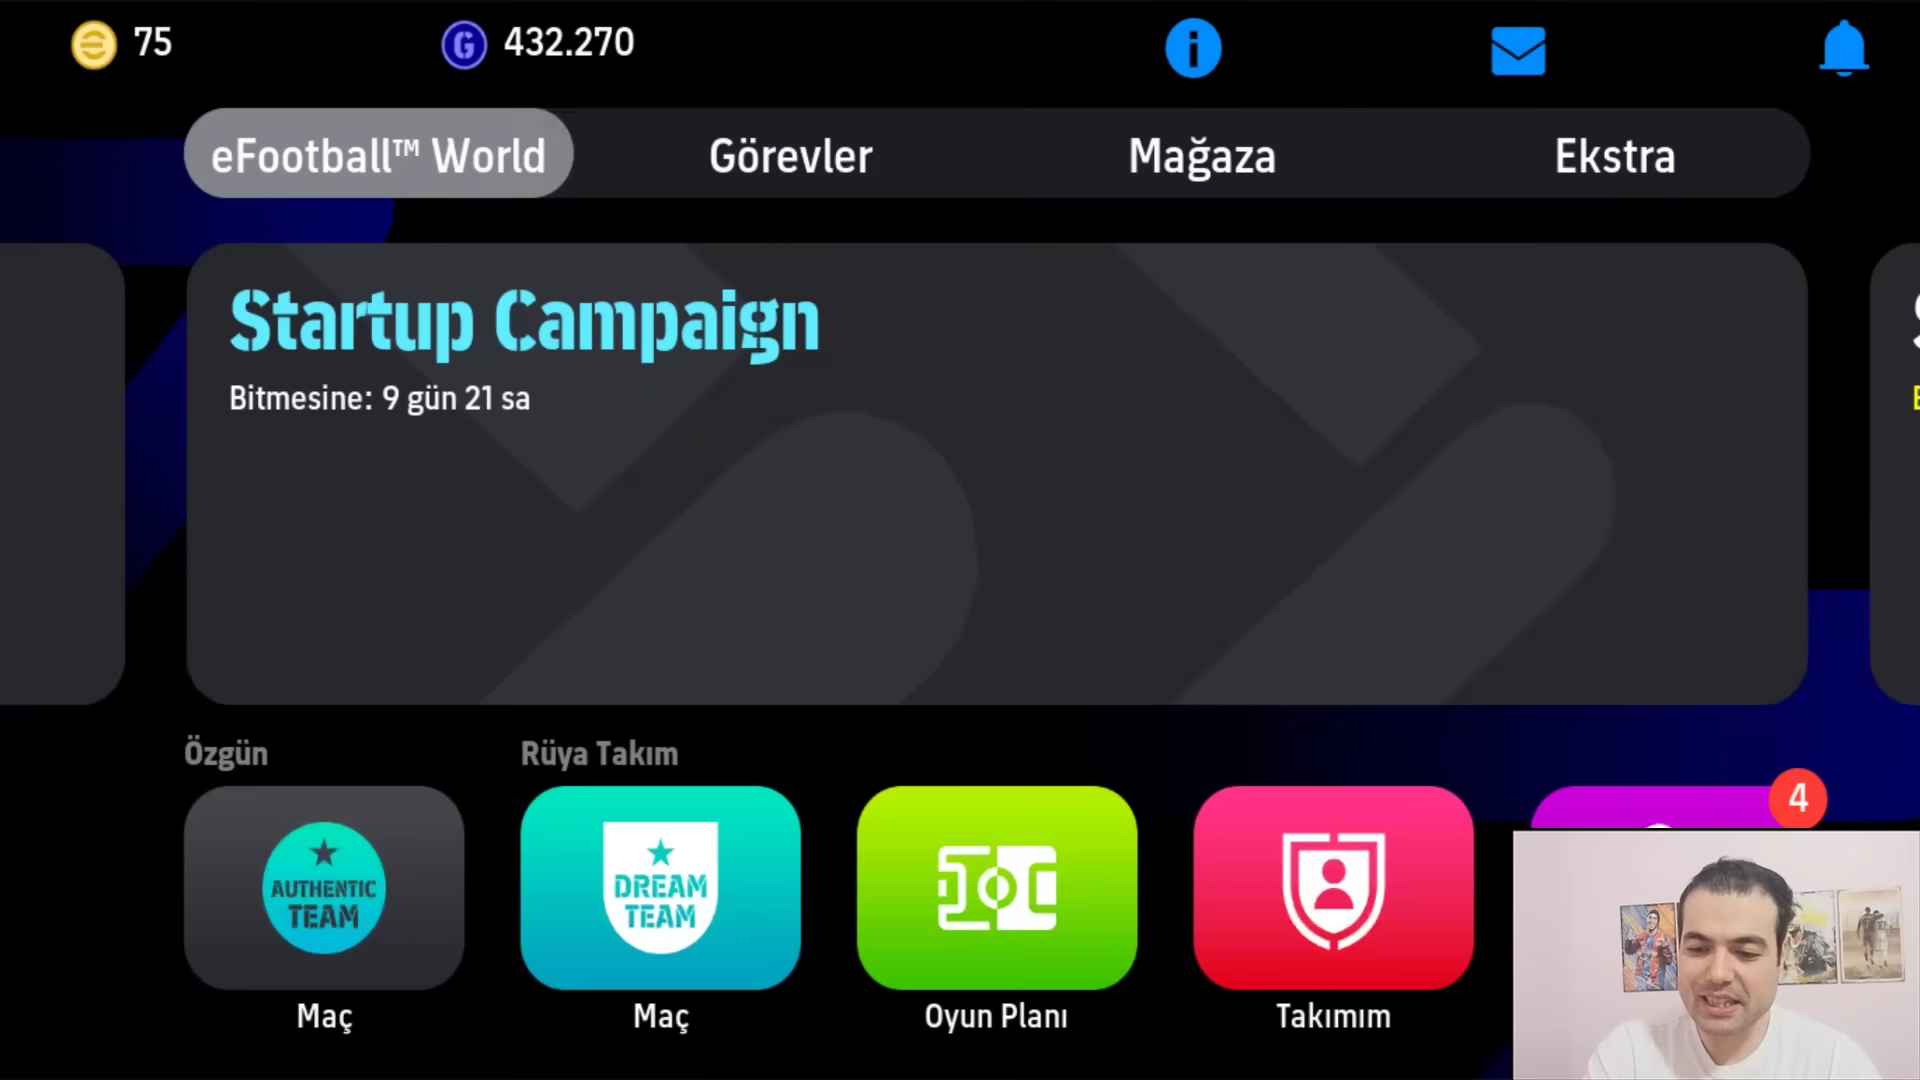 75
432.270
eFootball™ World
Görevler
Mağaza
Ekstra
Startup Campaign
Bitmesine: 9 gün 21 sa
Özgün
Rüya Takım
4
AUTHENTIC
TEAM
DREAM
TEAM
Maç
Maç
Oyun Planı
Takımım